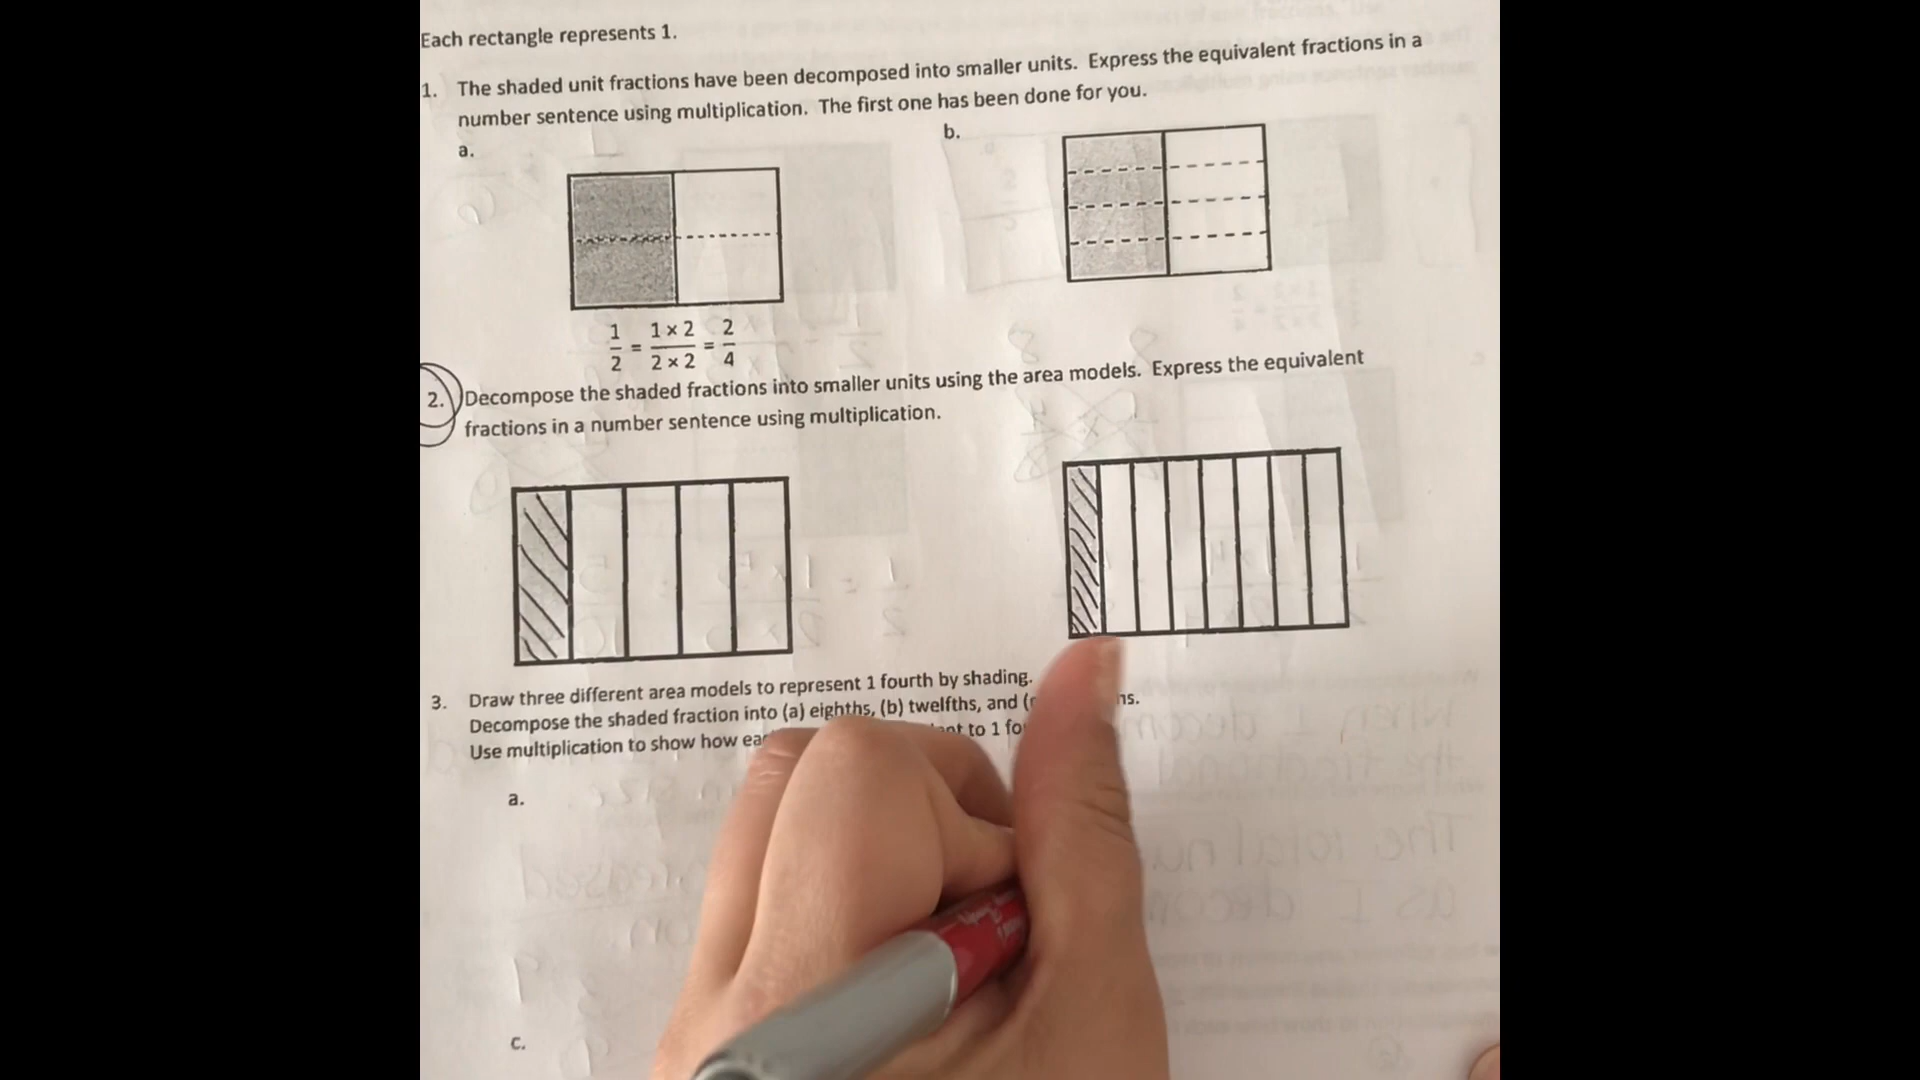 Each rectangle represents 1.
1. The shaded unit fractions have been decomposed into smaller units. Express the equivalent fractions in a
number sentence using multiplication. The first one has been done for you.
a.
b.
1/2 = 1 × 2/2 × 2 = 2/4
2. Decompose the shaded fractions into smaller units using the area models. Express the equivalent
fractions in a number sentence using multiplication.
3. Draw three different area models to represent 1 fourth by shading.
Decompose the shaded fraction into (a) eighths, (b) twelfths, and
Use multiplication to show how to 1
a.
c.